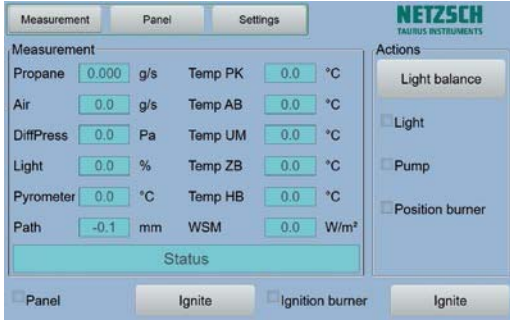 Measurement Panel Settings NETZSCH
TAURUS INSTRUMENTS
Measurement Actions
Propane 0.000 g/s Temp PK 0.0 °C Light balance
Air 0.0 g/s Temp AB 0.0 °C
Light
DiffPress 0.0 Pa Temp UM 0.0 °C
Light 0.0 % Temp ZB 0.0 °C Pump
Pyrometer 0.0 °C Temp HB 0.0 °C
Position burner
Path -0.1 mm WSM 0.0 W/m²
Status
Panel Ignite Ignition burner Ignite